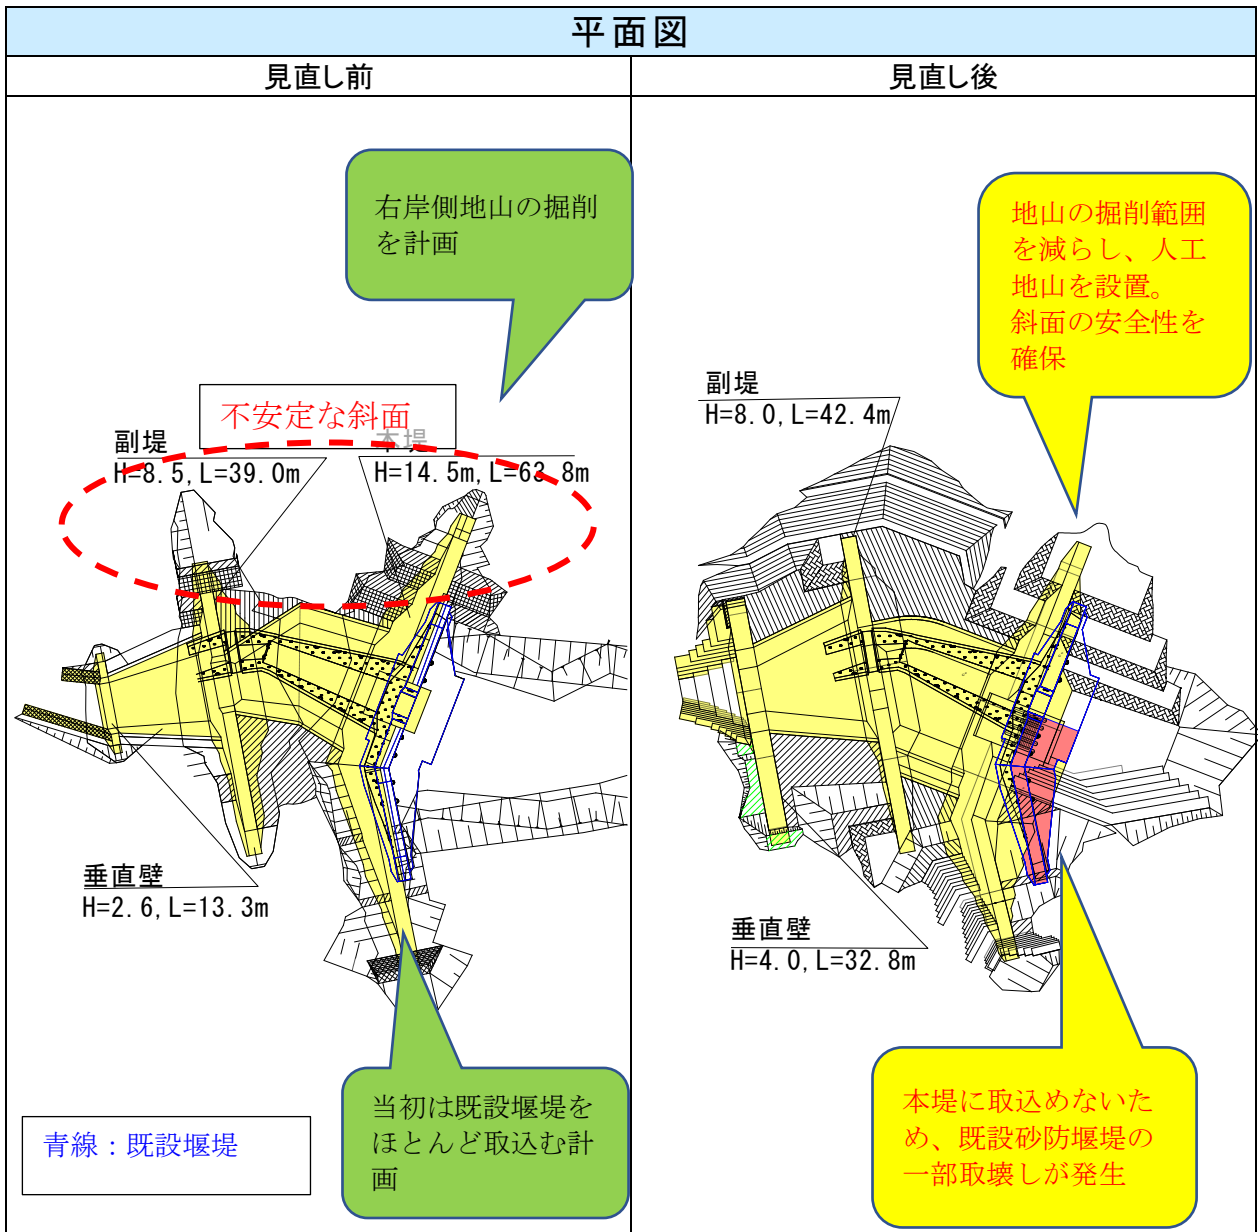 平面図
見直し前
見直し後
右岸側地山の掘削
を計画
不安定な斜面
副堤
H=8.5,L=39.0m
本堤
H=14.5m,L=63.8m
垂直壁
H=2.6,L=13.3m
当初は既設堰堤を
ほとんど取込む計
画
青線：既設堰堤
地山の掘削範囲
を減らし、人工
地山を設置。
斜面の安全性を
確保
副堤
H=8.0,L=42.4m
垂直壁
H=4.0,L=32.8m
本堤に取込めないた
め、既設砂防堰堤の
一部取壊しが発生